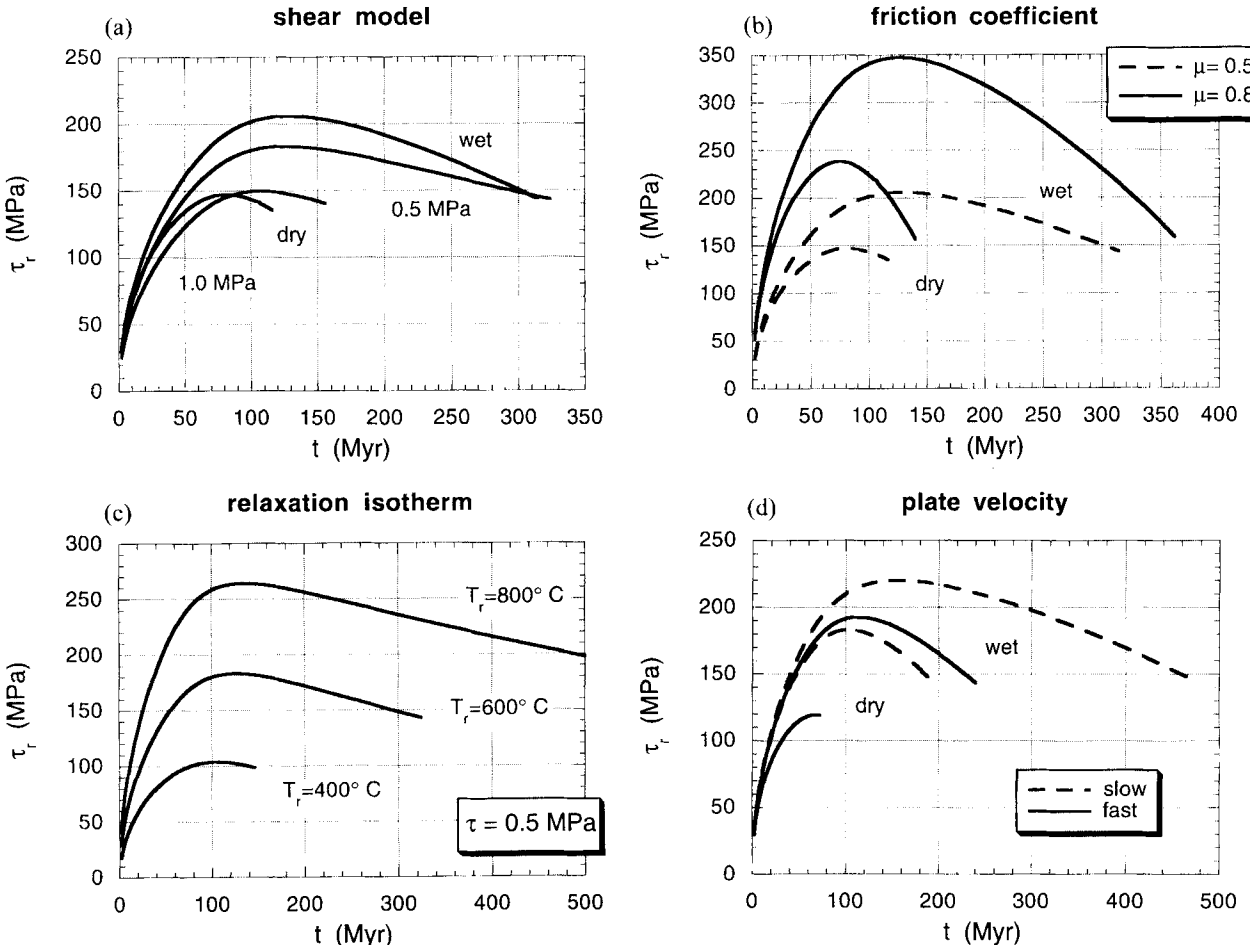 (a) shear model
250
200
150
100
50
0
τr (MPa)
wet
0.5 MPa
dry
1.0 MPa
0 50 100 150 200 250 300 350
t (Myr)
(b) friction coefficient
350
300
250
200
150
100
50
0
τr (MPa)
μ= 0.5
μ= 0.8
wet
dry
0 50 100 150 200 250 300 350 400
t (Myr)
(c) relaxation isotherm
300
250
200
150
100
50
0
τr (MPa)
Tr=800° C
Tr=600° C
Tr=400° C
τ = 0.5 MPa
0 100 200 300 400 500
t (Myr)
(d) plate velocity
250
200
150
100
50
0
τr (MPa)
wet
dry
slow
fast
0 100 200 300 400 500
t (Myr)